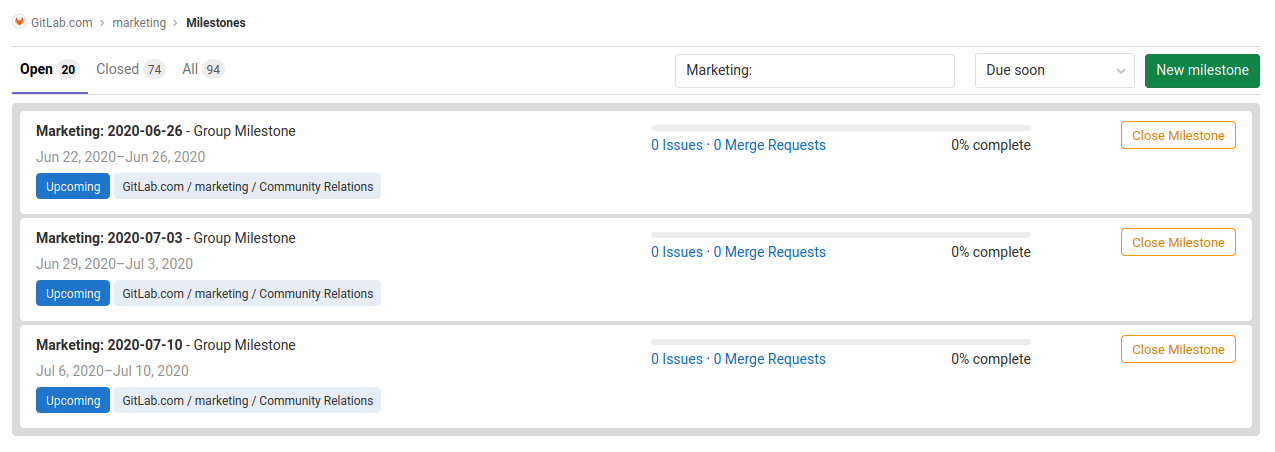 GitLab.com > marketing > Milestones
Open 20 Closed 74 All 94 Marketing: Due soon New milestone
Marketing: 2020-06-26 - Group Milestone
0 Issues · 0 Merge Requests 0% complete Close Milestone
Jun 22, 2020–Jun 26, 2020
Upcoming GitLab.com / marketing / Community Relations
Marketing: 2020-07-03 - Group Milestone
0 Issues · 0 Merge Requests 0% complete Close Milestone
Jun 29, 2020–Jul 3, 2020
Upcoming GitLab.com / marketing / Community Relations
Marketing: 2020-07-10 - Group Milestone
0 Issues · 0 Merge Requests 0% complete Close Milestone
Jul 6, 2020–Jul 10, 2020
Upcoming GitLab.com / marketing / Community Relations